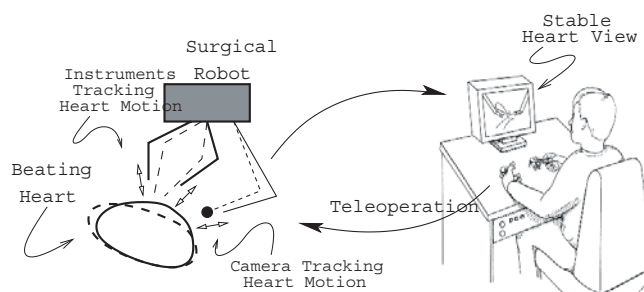 Surgical
Robot
Instruments
Tracking
Heart Motion
Beating
Heart
Camera Tracking
Heart Motion
Teleoperation
Stable
Heart View